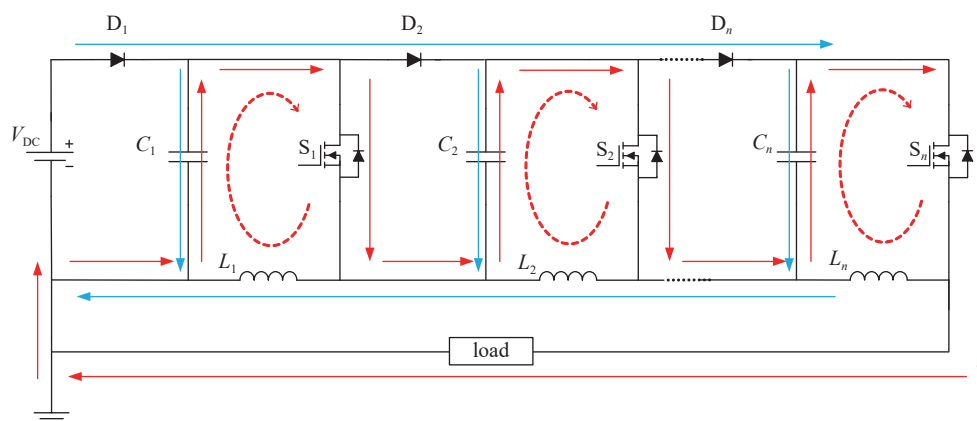 D1 D2 Dn
VDC + − C1 S1 C2 S2 Cn Sn
L1 L2 Ln
load